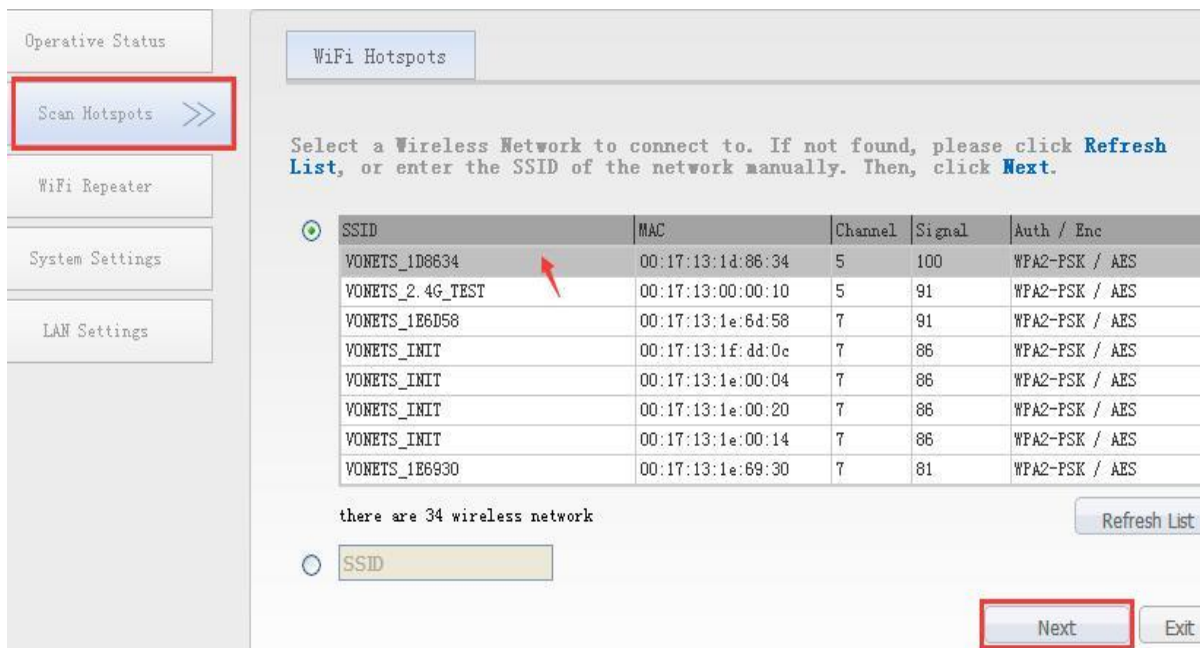 Operative Status
Scan Hotspots
WiFi Repeater
System Settings
LAN Settings
WiFi Hotspots
Select a Wireless Network to connect to. If not found, please click Refresh
List, or enter the SSID of the network manually. Then, click Next.
SSID MAC Channel Signal Auth / Enc
VONETS_1D8634 00:17:13:1d:86:34 5 100 WPA2-PSK / AES
VONETS_2.4G_TEST 00:17:13:00:00:10 5 91 WPA2-PSK / AES
VONETS_1E6D58 00:17:13:1e:6d:58 7 91 WPA2-PSK / AES
VONETS_INIT 00:17:13:1f:dd:0c 7 86 WPA2-PSK / AES
VONETS_INIT 00:17:13:1e:00:04 7 86 WPA2-PSK / AES
VONETS_INIT 00:17:13:1e:00:20 7 86 WPA2-PSK / AES
VONETS_INIT 00:17:13:1e:00:14 7 86 WPA2-PSK / AES
VONETS_1E6930 00:17:13:1e:69:30 7 81 WPA2-PSK / AES
there are 34 wireless network
Refresh List
SSID
Next Exit